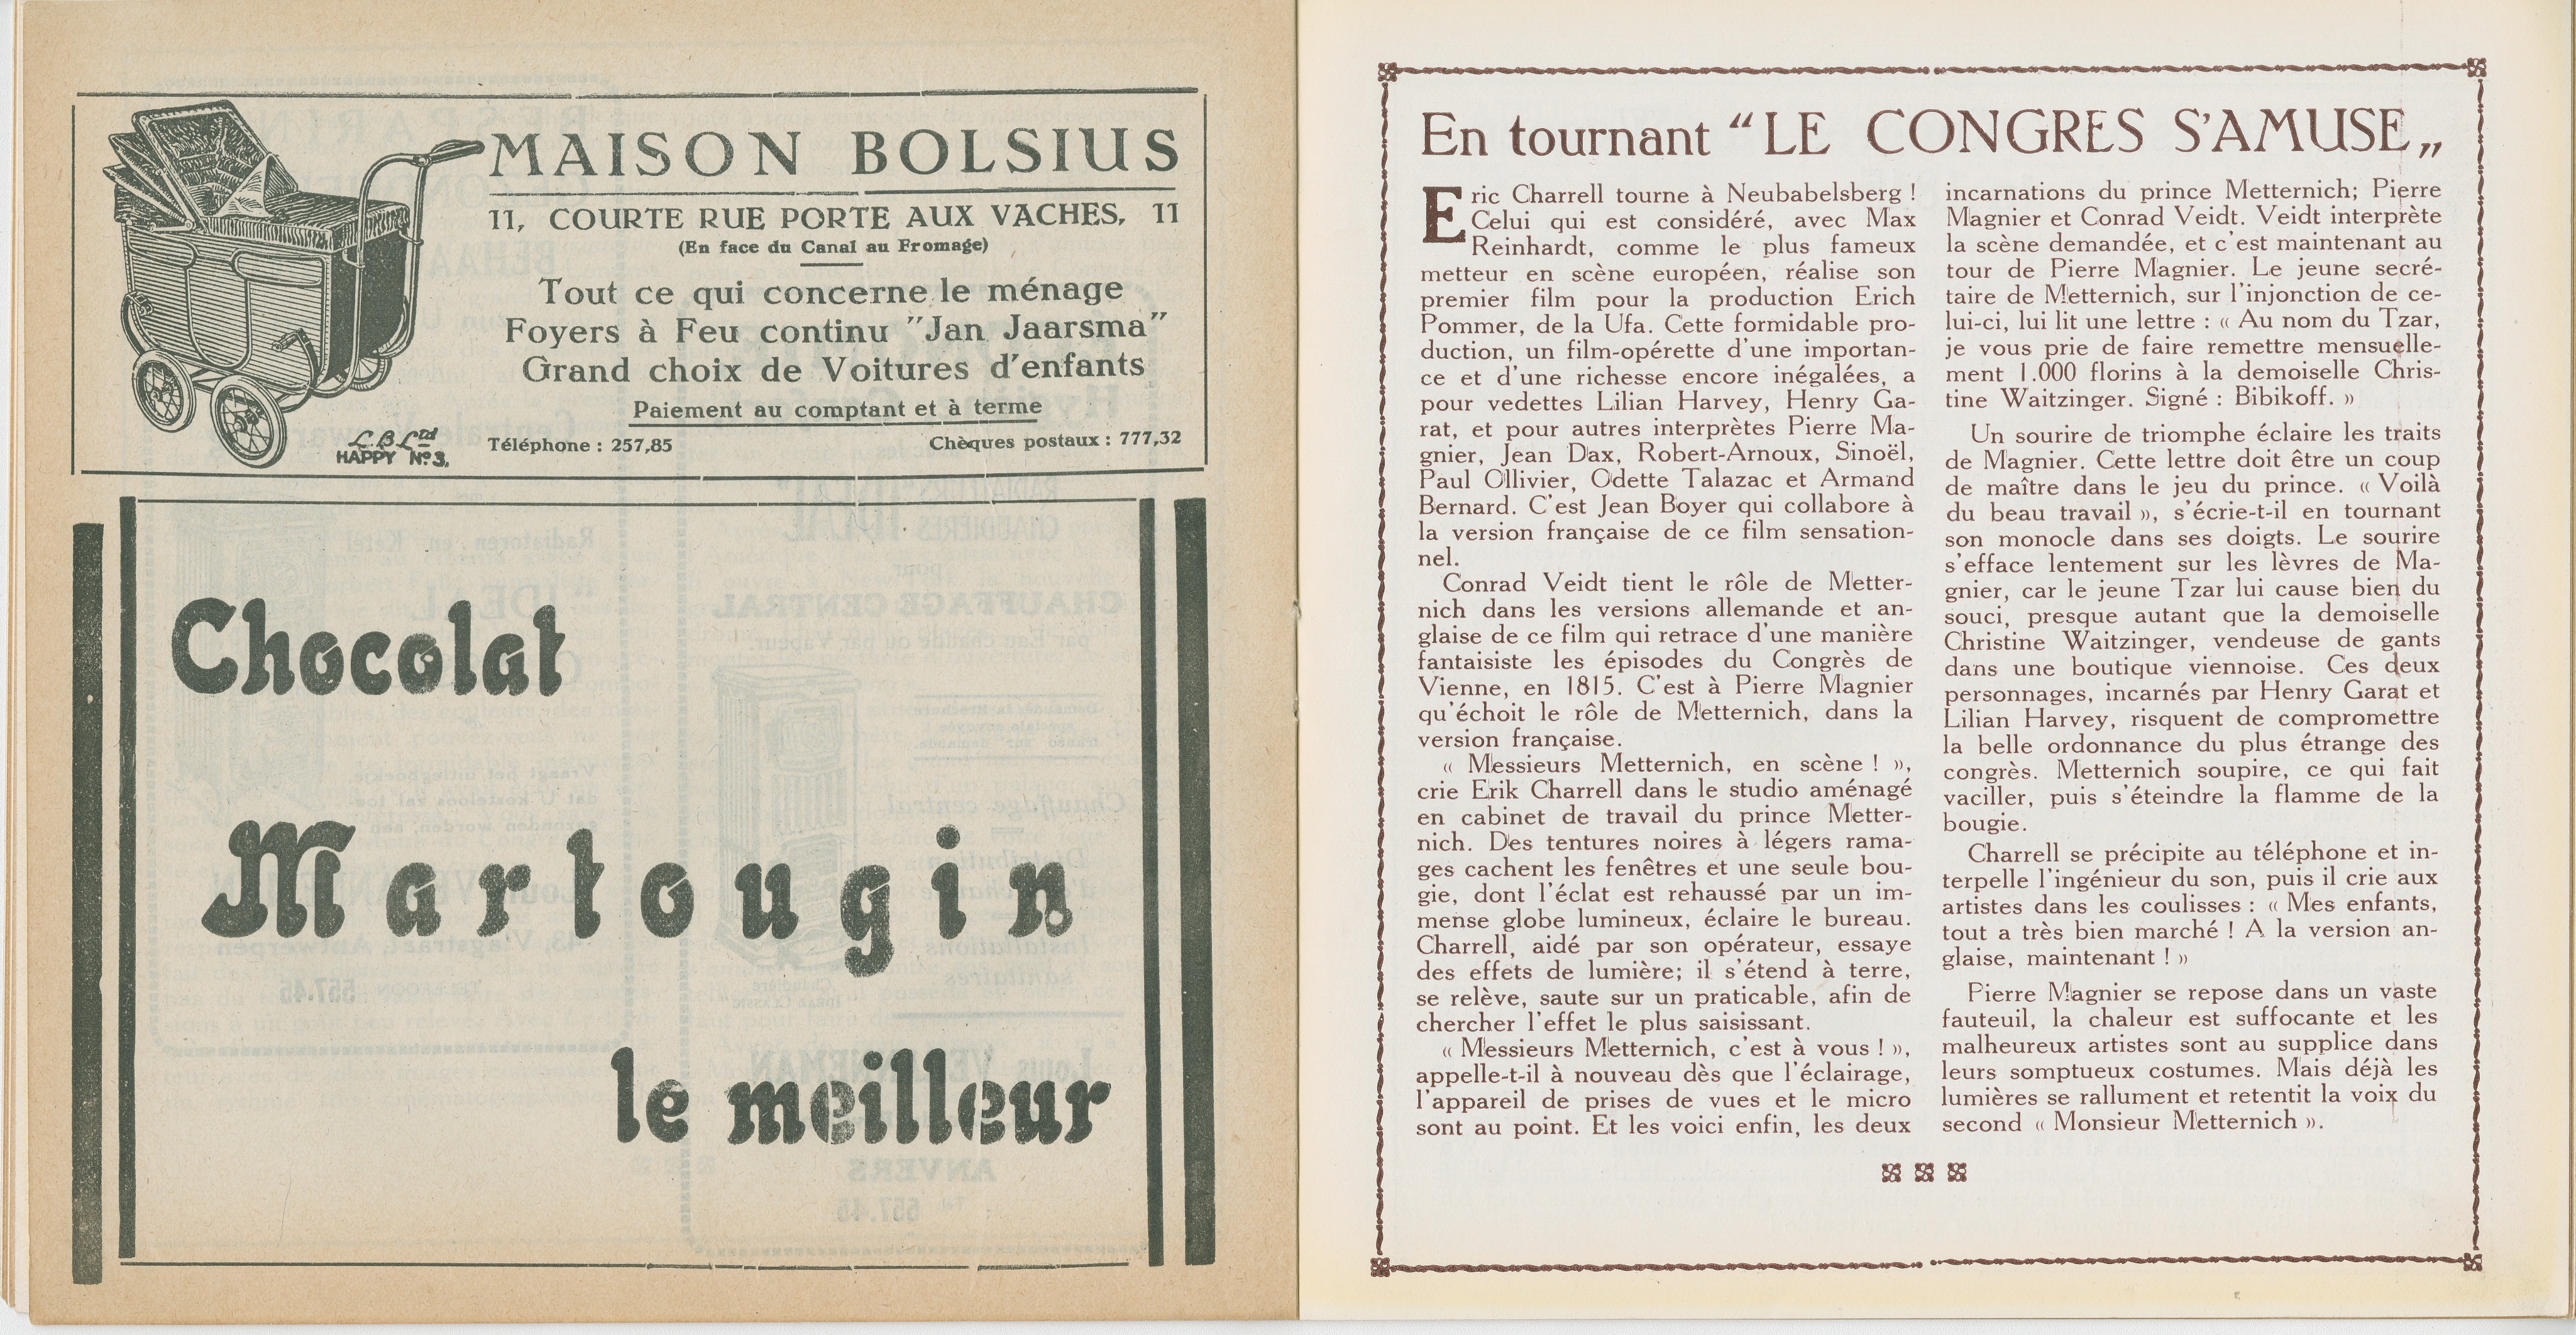 MAISON BOLSIUS
11, COURTE RUE PORTE AUX VACHES, 11
(En face du Canal au Fromage)
Tout ce qui concerne le ménage
Foyers à Feu continu "Jan Jaarsma"
Grand choix de Voitures d'enfants
Paiement au comptant et à terme
Téléphone : 257,85
Chèques postaux : 777,32
L.B.Ltd
HAPPY No 3.
Chocolat
Martougin
le meilleur
En tournant "LE CONGRES S'AMUSE„
Eric Charrell tourne à Neubabelsberg !
Celui qui est considéré, avec Max
Reinhardt, comme le plus fameux
metteur en scène européen, réalise son
premier film pour la production Erich
Pommer, de la Ufa. Cette formidable pro-
duction, un film-opérette d'une importan-
ce et d'une richesse encore inégalées, a
pour vedettes Lilian Harvey, Henry Ga-
rat, et pour autres interprètes Pierre Ma-
gnier, Jean Dax, Robert-Arnoux, Sinoël,
Paul Ollivier, Odette Talazac et Armand
Bernard. C'est Jean Boyer qui collabore à
la version française de ce film sensation-
nel.
Conrad Veidt tient le rôle de Metter-
nich dans les versions allemande et an-
glaise de ce film qui retrace d'une manière
fantaisiste les épisodes du Congrès de
Vienne, en 1815. C'est à Pierre Magnier
qu'échoit le rôle de Metternich, dans la
version française.
« Messieurs Metternich, en scène ! »,
crie Erik Charrell dans le studio aménagé
en cabinet de travail du prince Metter-
nich. Des tentures noires à légers rama-
ges cachent les fenêtres et une seule bou-
gie, dont l'éclat est rehaussé par un im-
mense globe lumineux, éclaire le bureau.
Charrell, aidé par son opérateur, essaye
des effets de lumière; il s'étend à terre,
se relève, saute sur un praticable, afin de
chercher l'effet le plus saisissant.
« Messieurs Metternich, c'est à vous ! »,
appelle-t-il à nouveau dès que l'éclairage,
l'appareil de prises de vues et le micro
sont au point. Et les voici enfin, les deux
incarnations du prince Metternich; Pierre
Magnier et Conrad Veidt. Veidt interprète
la scène demandée, et c'est maintenant au
tour de Pierre Magnier. Le jeune secré-
taire de Metternich, sur l'injonction de ce-
lui-ci, lui lit une lettre : « Au nom du Tzar,
je vous prie de faire remettre mensuelle-
ment 1.000 florins à la demoiselle Chris-
tine Waitzinger. Signé : Bibikoff. »
Un sourire de triomphe éclaire les traits
de Magnier. Cette lettre doit être un coup
de maître dans le jeu du prince. « Voilà
du beau travail », s'écrie-t-il en tournant
son monocle dans ses doigts. Le sourire
s'efface lentement sur les lèvres de Ma-
gnier, car le jeune Tzar lui cause bien du
souci, presque autant que la demoiselle
Christine Waitzinger, vendeuse de gants
dans une boutique viennoise. Ces deux
personnages, incarnés par Henry Garat et
Lilian Harvey, risquent de compromettre
la belle ordonnance du plus étrange des
congrès. Metternich soupire, ce qui fait
vaciller, puis s'éteindre la flamme de la
bougie.
Charrell se précipite au téléphone et in-
terpelle l'ingénieur du son, puis il crie aux
artistes dans les coulisses : « Mes enfants,
tout a très bien marché ! A la version an-
glaise, maintenant ! »
Pierre Magnier se repose dans un vaste
fauteuil, la chaleur est suffocante et les
malheureux artistes sont au supplice dans
leurs somptueux costumes. Mais déjà les
lumières se rallument et retentit la voix du
second « Monsieur Metternich ».